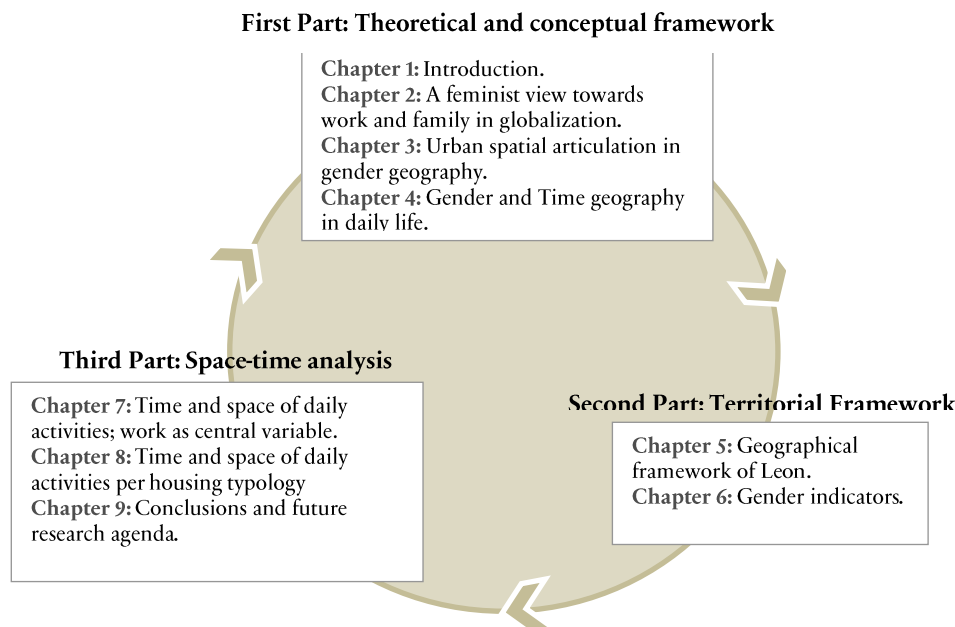 First Part: Theoretical and conceptual framework
Chapter 1: Introduction.
Chapter 2: A feminist view towards
work and family in globalization.
Chapter 3: Urban spatial articulation in
gender geography.
Chapter 4: Gender and Time geography
in daily life.
Third Part: Space-time analysis
Chapter 7: Time and space of daily
activities; work as central variable.
Chapter 8: Time and space of daily
activities per housing typology
Chapter 9: Conclusions and future
research agenda.
Second Part: Territorial Framework
Chapter 5: Geographical
framework of Leon.
Chapter 6: Gender indicators.